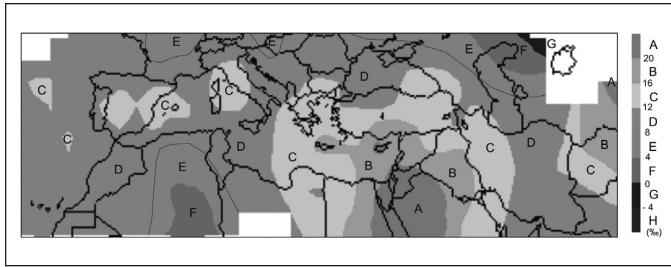 E E E F G
C C C D A
D E D C B B C D B C
F A
A
20
B
16
C
12
D
8
E
4
F
0
G
- 4
H
(‰)